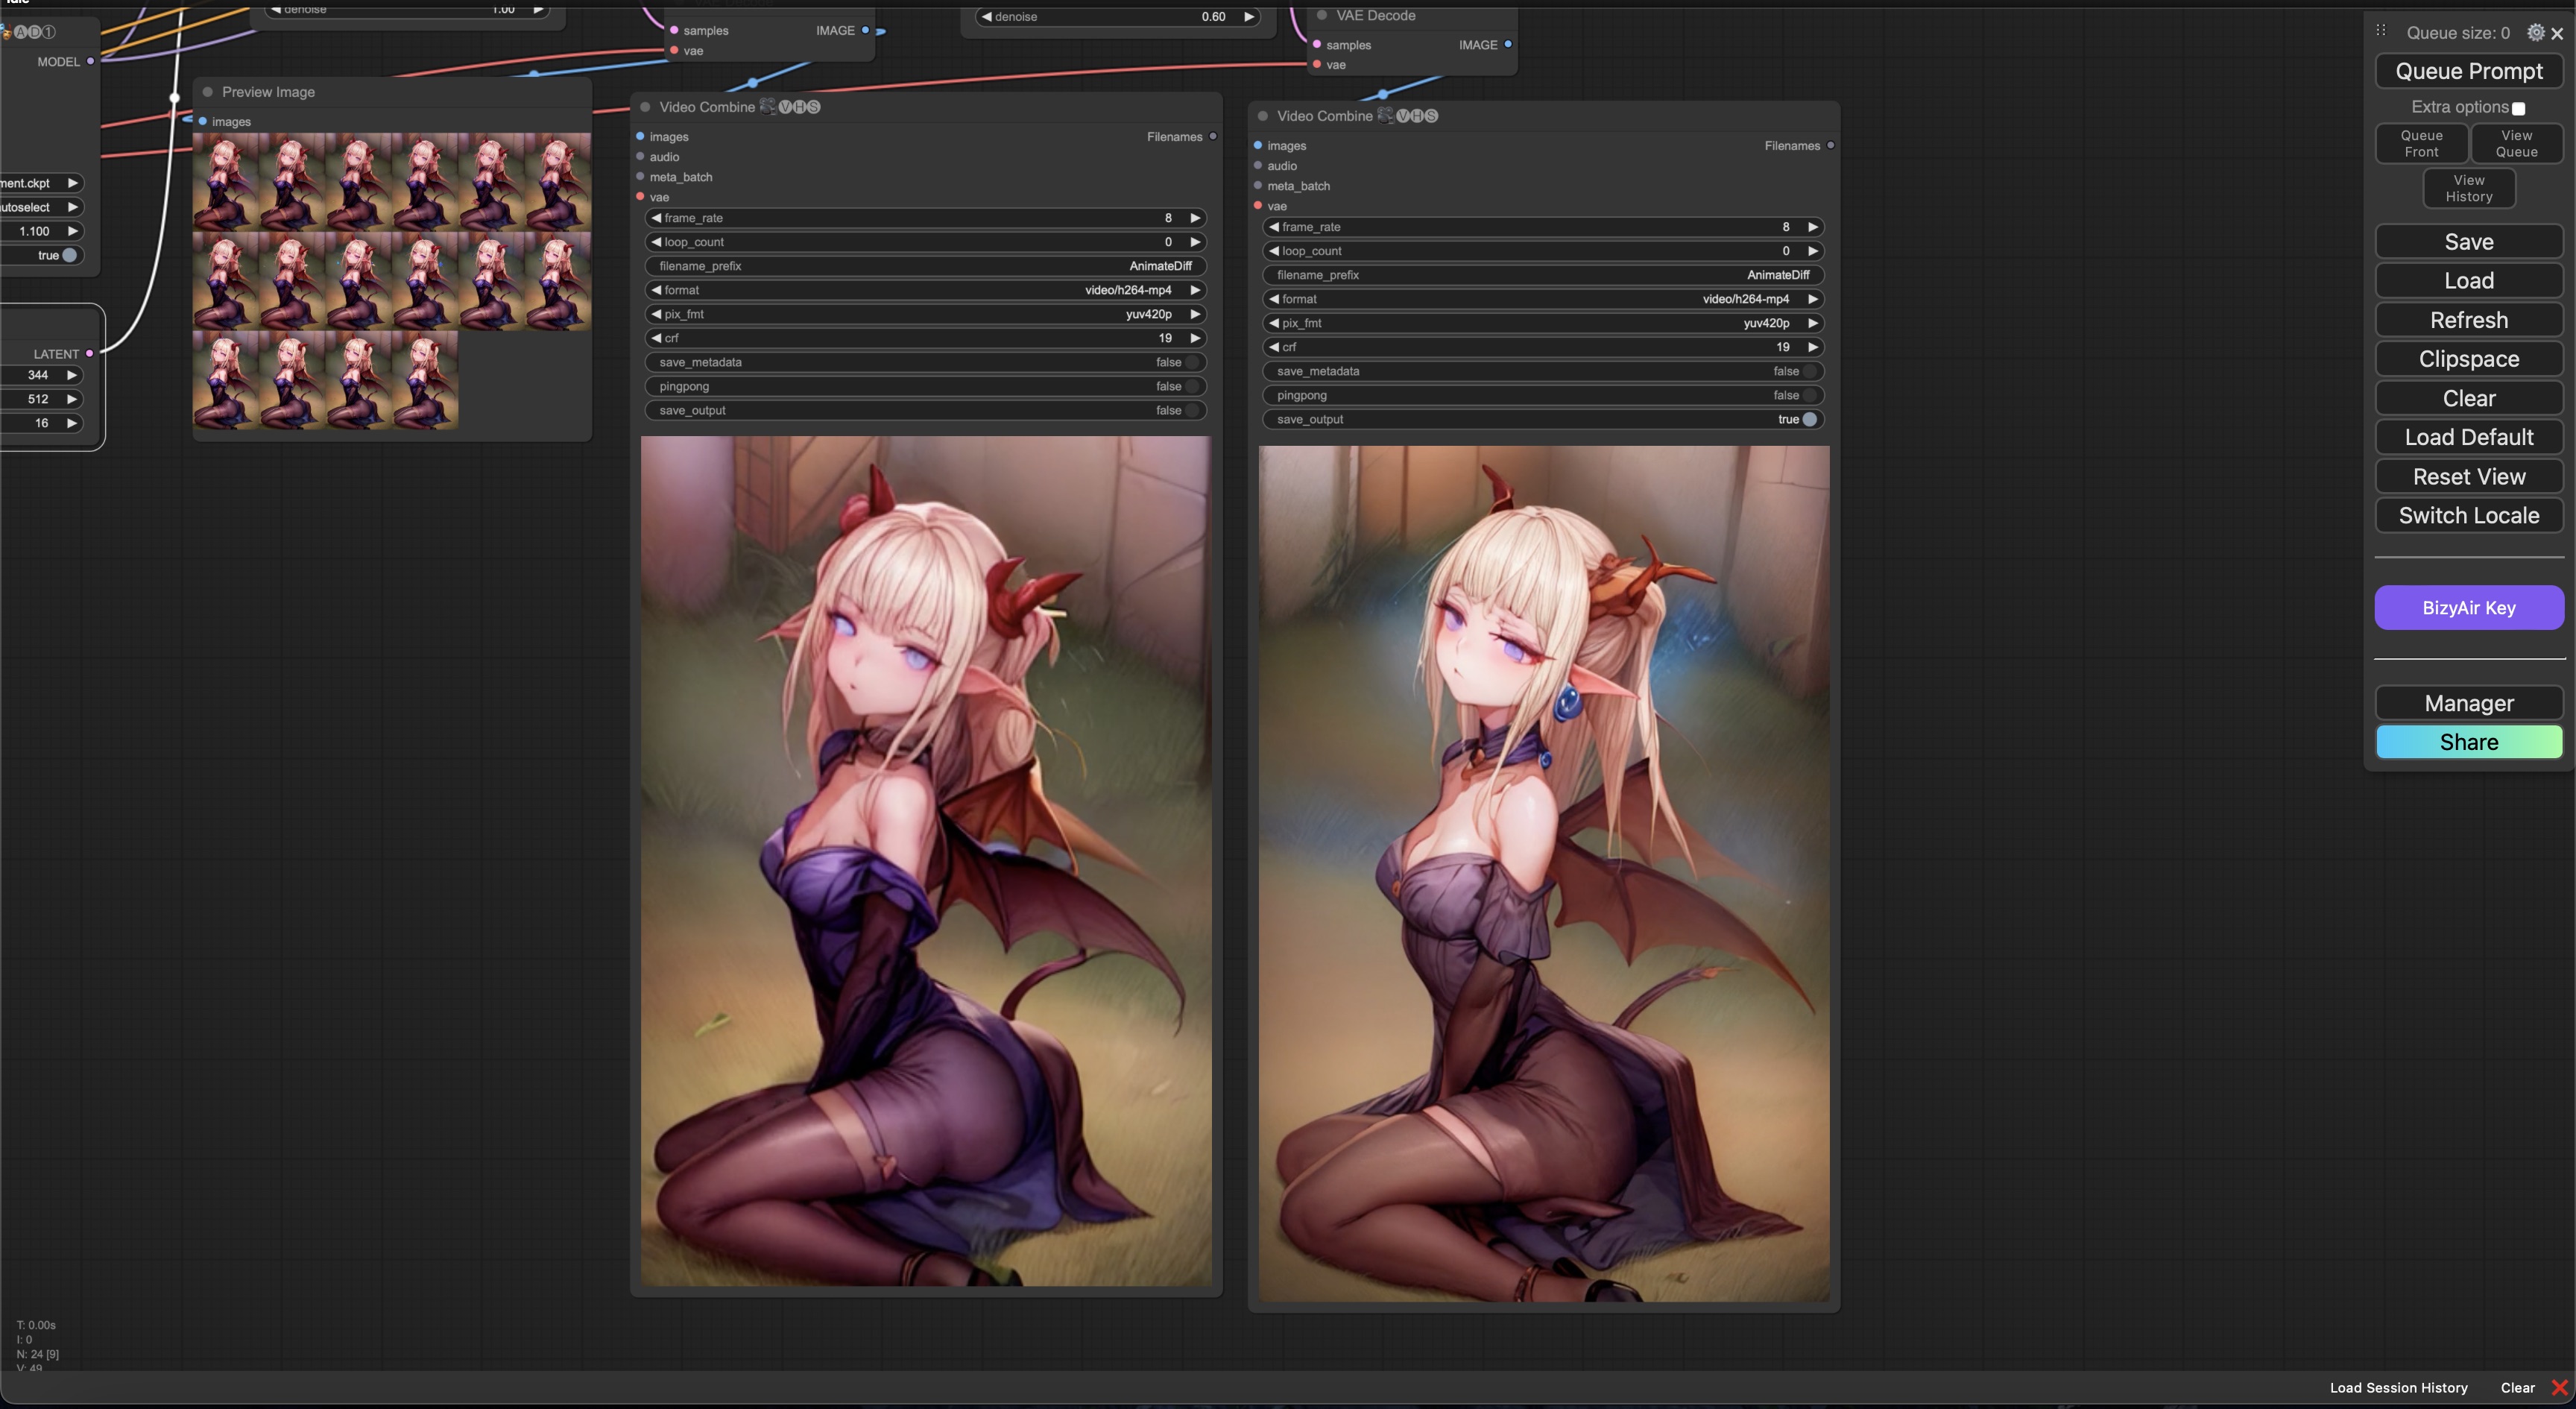 Idle
A D 1
MODEL
ment.ckpt
utoselect
1.100
true
LATENT
344
512
16
denoise 1.00
samples IMAGE
vae
denoise 0.60
VAE Decode
samples IMAGE
vae
Preview Image
images
Video Combine VHS
images Filenames
audio
meta_batch
vae
frame_rate 8
loop_count 0
filename_prefix AnimateDiff
format video/h264-mp4
pix_fmt yuv420p
crf 19
save_metadata false
pingpong false
save_output false
Video Combine VHS
images Filenames
audio
meta_batch
vae
frame_rate 8
loop_count 0
filename_prefix AnimateDiff
format video/h264-mp4
pix_fmt yuv420p
crf 19
save_metadata false
pingpong false
save_output true
Queue size: 0
Queue Prompt
Extra options
Queue Front
View Queue
View History
Save
Load
Refresh
Clipspace
Clear
Load Default
Reset View
Switch Locale
BizyAir Key
Manager
Share
T: 0.00s
I: 0
N: 24 [9]
V: 49
Load Session History Clear